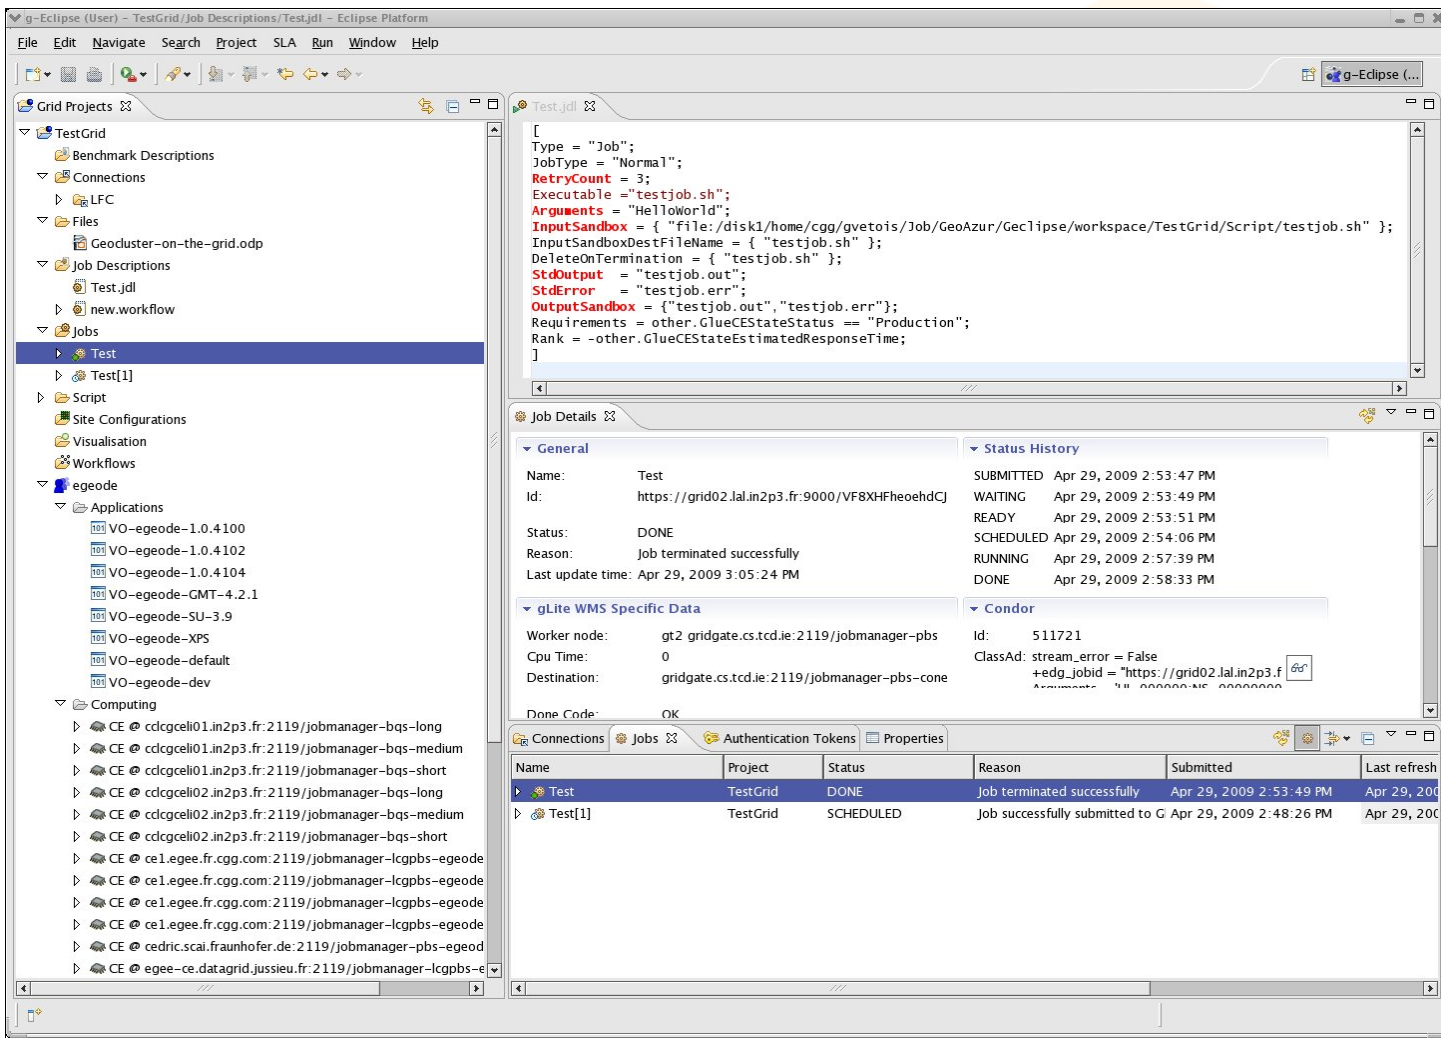 g-Eclipse (User) - TestGrid/Job Descriptions/Test.jdl - Eclipse Platform
File Edit Navigate Search Project SLA Run Window Help
g-Eclipse (...
Grid Projects
TestGrid
Benchmark Descriptions
Connections
LFC
Files
Geocluster-on-the-grid.odp
Job Descriptions
Test.jdl
new.workflow
Jobs
Test
Test[1]
Script
Site Configurations
Visualisation
Workflows
egeode
Applications
VO-egeode-1.0.4100
VO-egeode-1.0.4102
VO-egeode-1.0.4104
VO-egeode-GMT-4.2.1
VO-egeode-SU-3.9
VO-egeode-XPS
VO-egeode-default
VO-egeode-dev
Computing
CE @ cclcgceli01.in2p3.fr:2119/jobmanager-bqs-long
CE @ cclcgceli01.in2p3.fr:2119/jobmanager-bqs-medium
CE @ cclcgceli01.in2p3.fr:2119/jobmanager-bqs-short
CE @ cclcgceli02.in2p3.fr:2119/jobmanager-bqs-long
CE @ cclcgceli02.in2p3.fr:2119/jobmanager-bqs-medium
CE @ cclcgceli02.in2p3.fr:2119/jobmanager-bqs-short
CE @ ce1.egee.fr.cgg.com:2119/jobmanager-lcgpbs-egeode
CE @ ce1.egee.fr.cgg.com:2119/jobmanager-lcgpbs-egeode
CE @ ce1.egee.fr.cgg.com:2119/jobmanager-lcgpbs-egeode
CE @ ce1.egee.fr.cgg.com:2119/jobmanager-lcgpbs-egeode
CE @ cedric.scai.fraunhofer.de:2119/jobmanager-pbs-egeod
CE @ egee-ce.datagrid.jussieu.fr:2119/jobmanager-lcgpbs-e
Test.jdl
[
Type = "Job";
JobType = "Normal";
RetryCount = 3;
Executable ="testjob.sh";
Arguments = "HelloWorld";
InputSandbox = { "file:/disk1/home/cgg/gvetois/Job/GeoAzur/Geclipse/workspace/TestGrid/Script/testjob.sh" };
InputSandboxDestFileName = { "testjob.sh" };
DeleteOnTermination = { "testjob.sh" };
StdOutput = "testjob.out";
StdError = "testjob.err";
OutputSandbox = {"testjob.out","testjob.err"};
Requirements = other.GlueCEStateStatus == "Production";
Rank = -other.GlueCEStateEstimatedResponseTime;
]
Job Details
General
Name: Test
Id: https://grid02.lal.in2p3.fr:9000/VF8XHFheoehdCJ
Status: DONE
Reason: Job terminated successfully
Last update time: Apr 29, 2009 3:05:24 PM
Status History
SUBMITTED Apr 29, 2009 2:53:47 PM
WAITING Apr 29, 2009 2:53:49 PM
READY Apr 29, 2009 2:53:51 PM
SCHEDULED Apr 29, 2009 2:54:06 PM
RUNNING Apr 29, 2009 2:57:39 PM
DONE Apr 29, 2009 2:58:33 PM
gLite WMS Specific Data
Worker node: gt2 gridgate.cs.tcd.ie:2119/jobmanager-pbs
Cpu Time: 0
Destination: gridgate.cs.tcd.ie:2119/jobmanager-pbs-cone
Done Code: OK
Condor
Id: 511721
ClassAd: stream_error = False
+edg_jobid = "https://grid02.lal.in2p3.f
Connections Jobs Authentication Tokens Properties
Name Project Status Reason Submitted Last refresh
Test TestGrid DONE Job terminated successfully Apr 29, 2009 2:53:49 PM Apr 29, 200
Test[1] TestGrid SCHEDULED Job successfully submitted to G Apr 29, 2009 2:48:26 PM Apr 29, 200